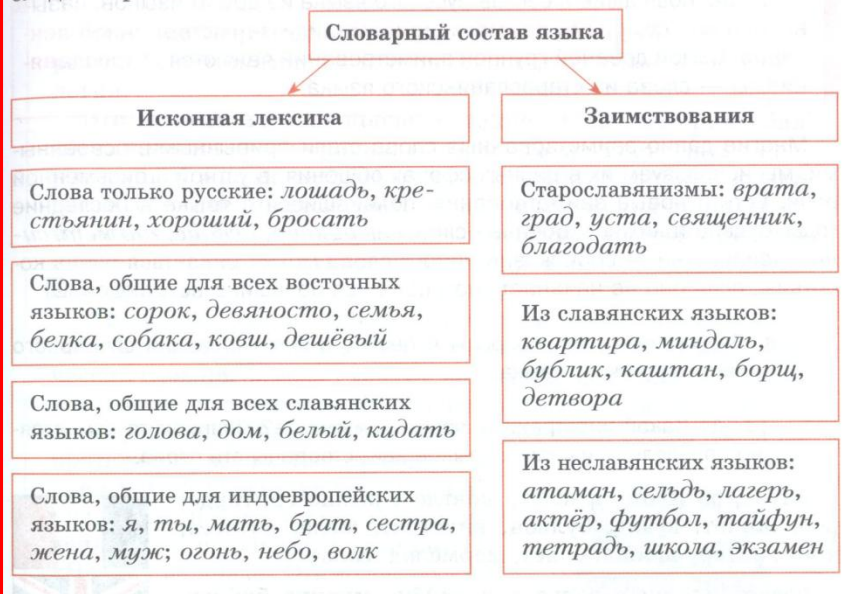 Словарный состав языка
Исконная лексика
Слова только русские: лошадь, кре-
стьянин, хороший, бросать
Слова, общие для всех восточных
языков: сорок, девяносто, семья,
белка, собака, ковш, дешёвый
Слова, общие для всех славянских
языков: голова, дом, белый, кидать
Слова, общие для индоевропейских
языков: я, ты, мать, брат, сестра,
жена, муж; огонь, небо, волк
Заимствования
Старославянизмы: врата,
град, уста, священник,
благодать
Из славянских языков:
квартира, миндаль,
бублик, каштан, борщ,
детвора
Из неславянских языков:
атаман, сельдь, лагерь,
актёр, футбол, тайфун,
тетрадь, школа, экзамен